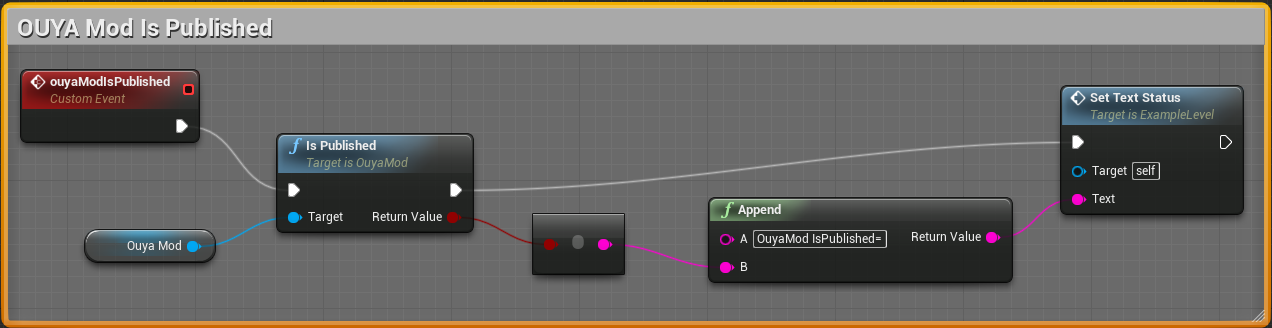 OUYA Mod Is Published
ouyaModIsPublished
Custom Event
f Is Published
Target is OuyaMod
Target Return Value
Ouya Mod
f Append
A OuyaMod IsPublished= Return Value
B
Set Text Status
Target is ExampleLevel
Target self
Text